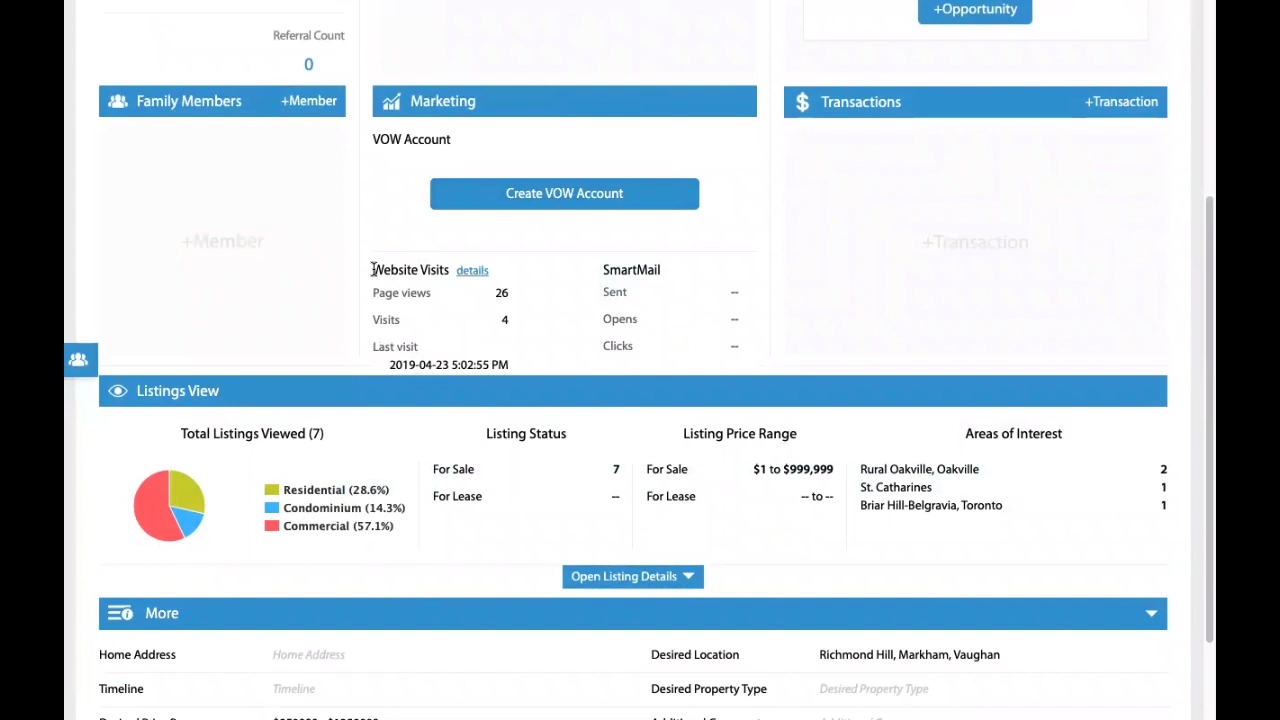 +Opportunity
Referral Count
0
Family Members +Member
Marketing
Transactions +Transaction
VOW Account
Create VOW Account
+Member
+Transaction
Website Visits details
Page views 26
Visits 4
Last visit
2019-04-23 5:02:55 PM
SmartMail
Sent --
Opens --
Clicks --
Listings View
Total Listings Viewed (7)
Residential (28.6%)
Condominium (14.3%)
Commercial (57.1%)
Listing Status
For Sale 7
For Lease --
Listing Price Range
For Sale $1 to $999,999
For Lease -- to --
Areas of Interest
Rural Oakville, Oakville 2
St. Catharines 1
Briar Hill-Belgravia, Toronto 1
Open Listing Details
More
Home Address Home Address
Desired Location Richmond Hill, Markham, Vaughan
Timeline Timeline
Desired Property Type Desired Property Type